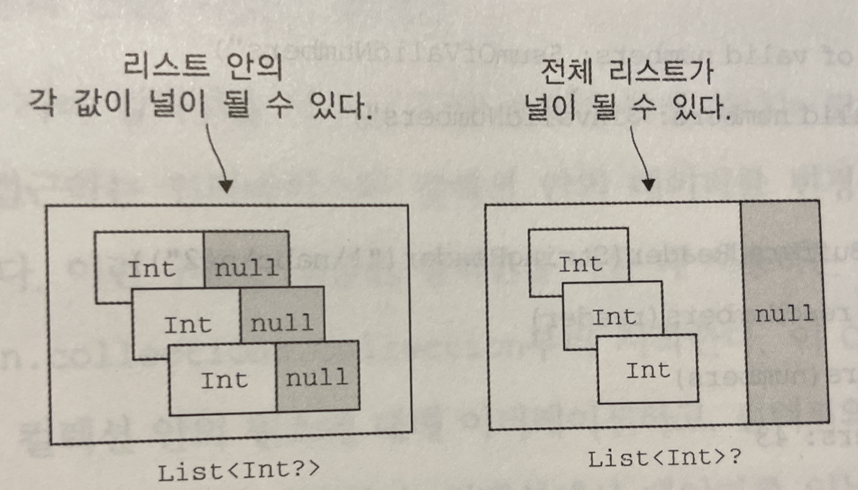 리스트 안의
각 값이 널이 될 수 있다.
Int null
Int null
Int null
List<Int?>
전체 리스트가
널이 될 수 있다.
Int
Int
Int
null
List<Int>?